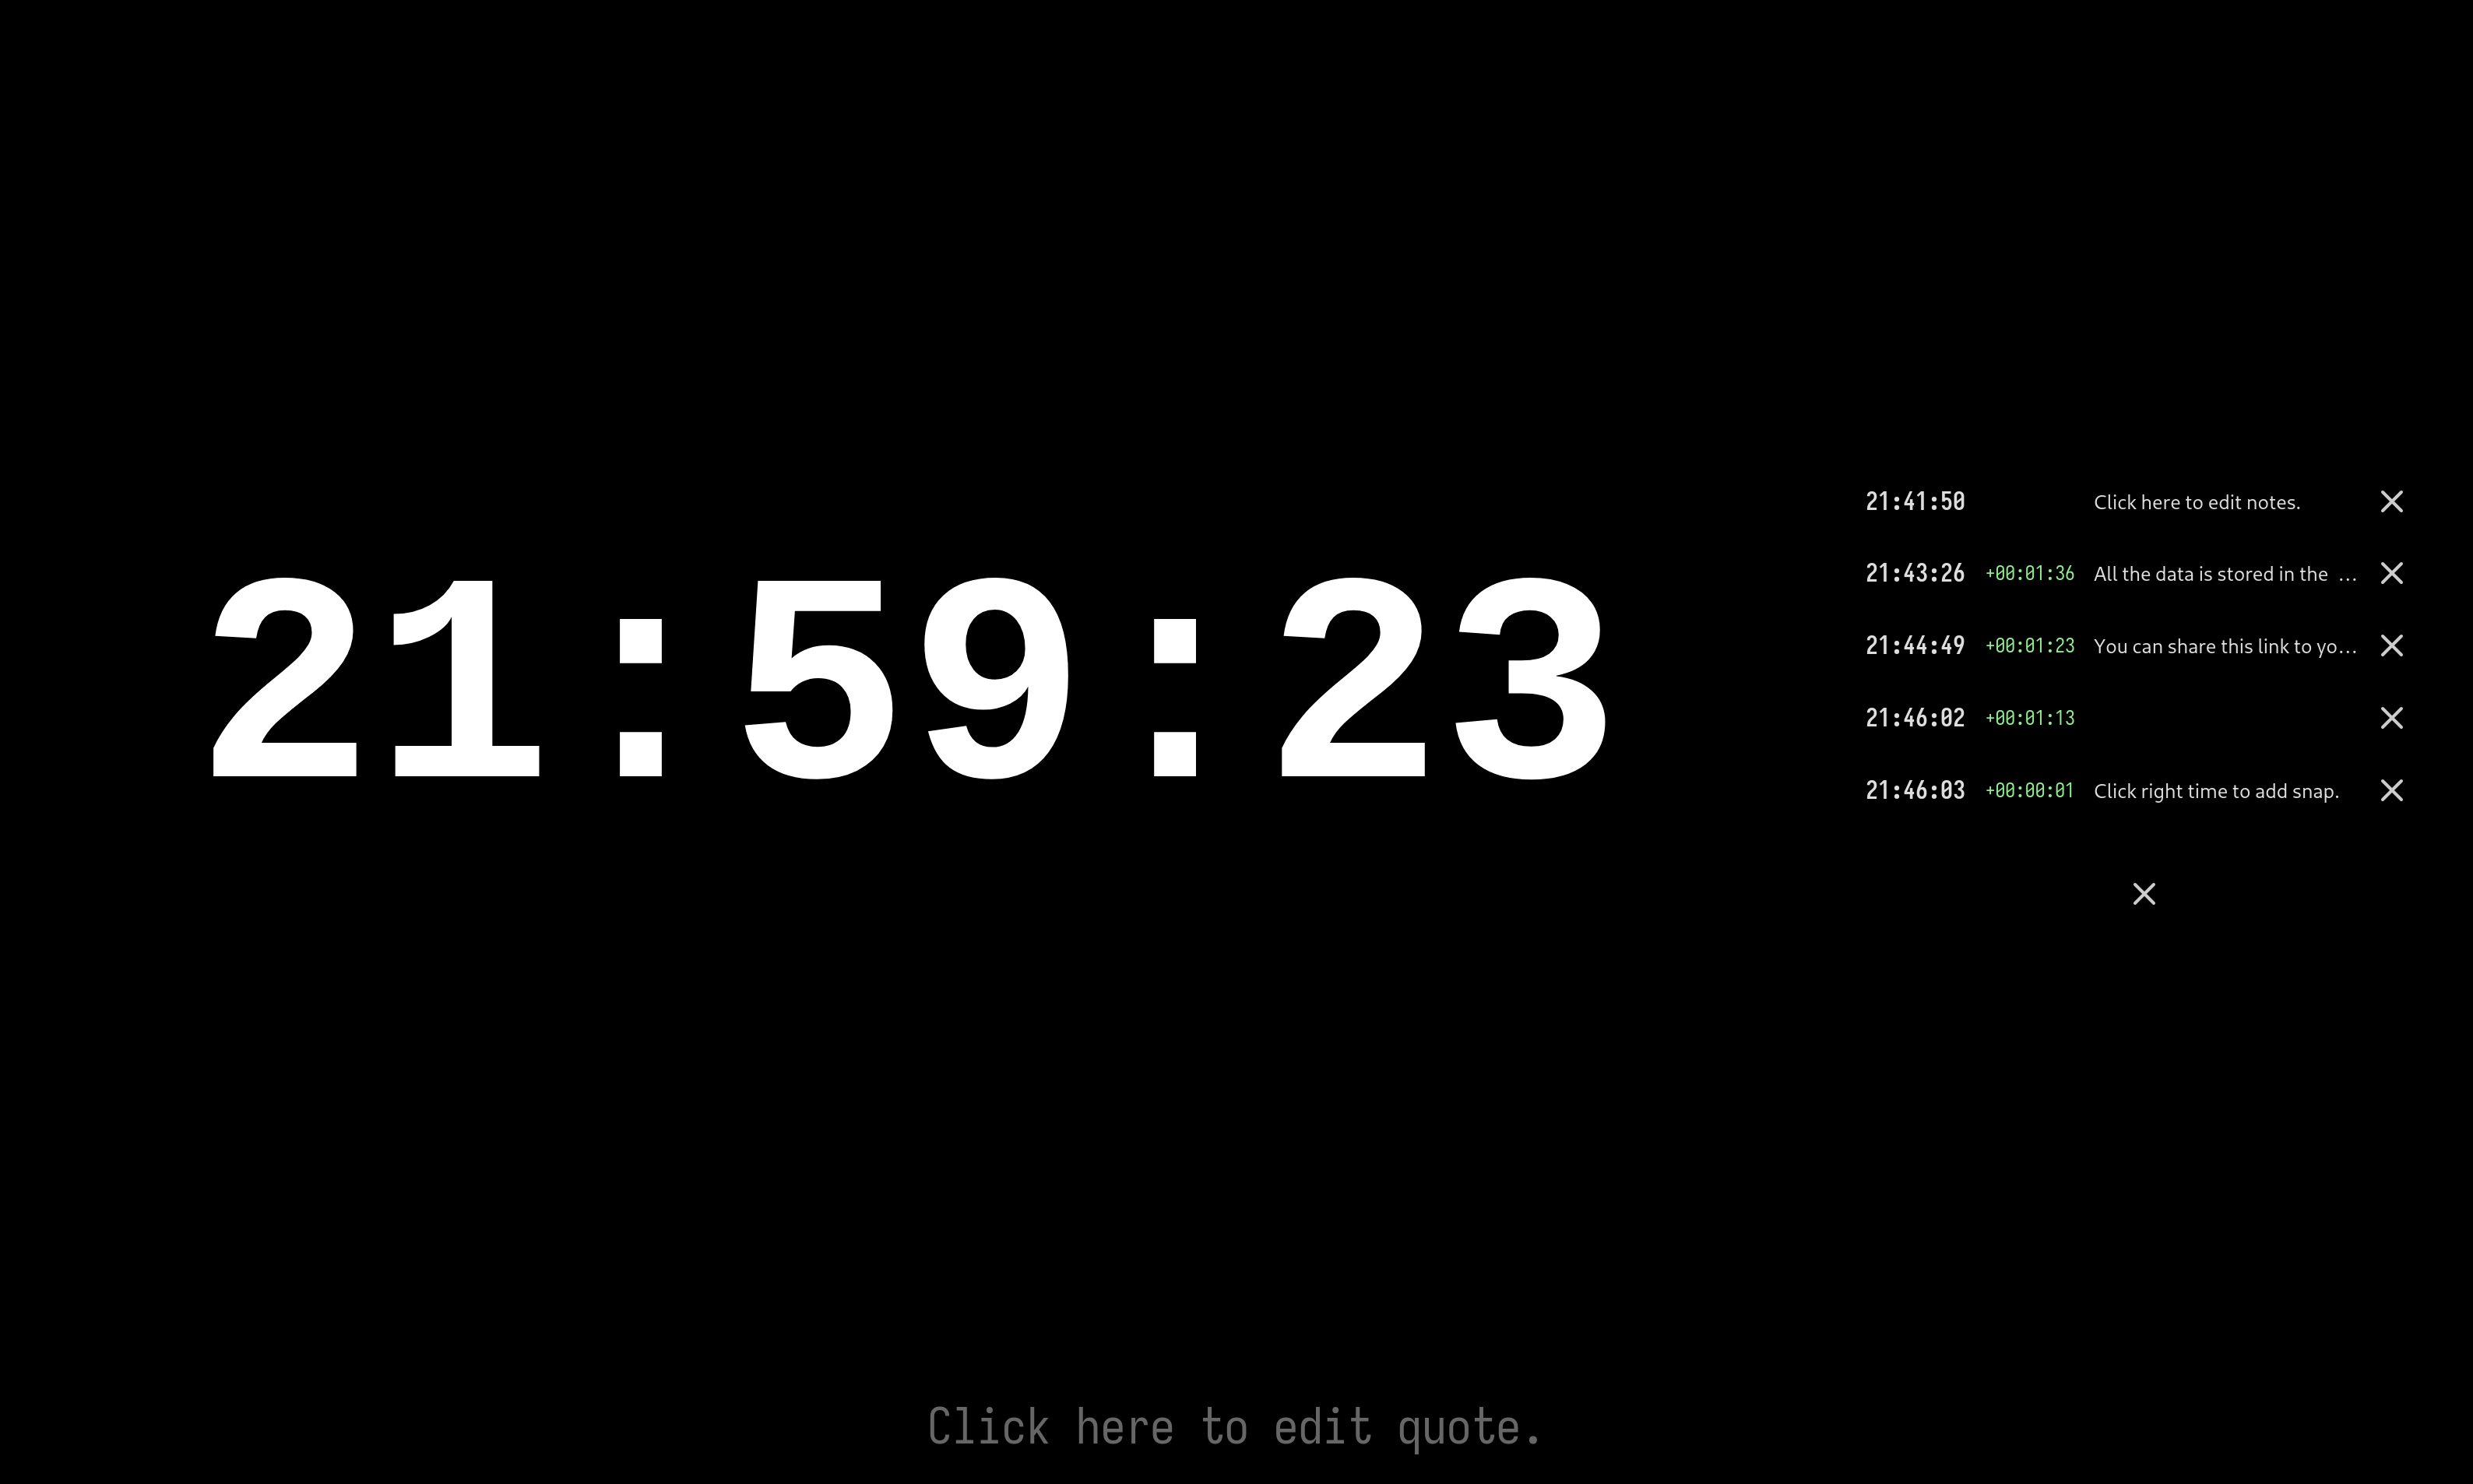 21:59:23
21:41:50 Click here to edit notes.
21:43:26 +00:01:36 All the data is stored in the ...
21:44:49 +00:01:23 You can share this link to yo...
21:46:02 +00:01:13
21:46:03 +00:00:01 Click right time to add snap.
Click here to edit quote.